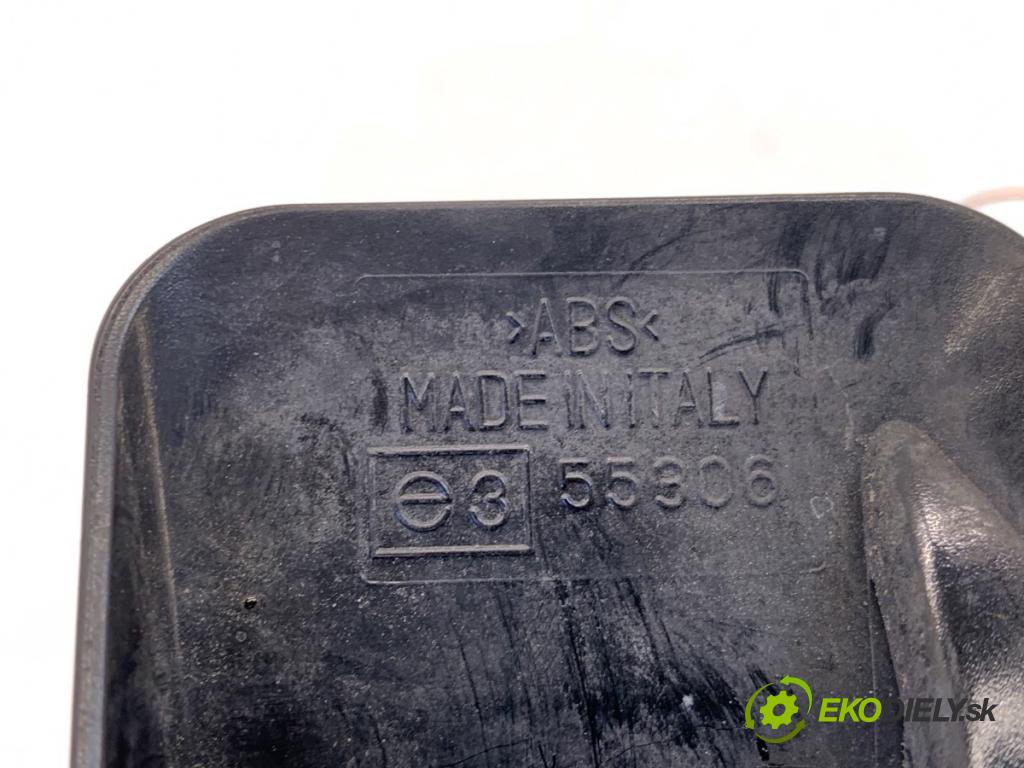 >ABS<
MADE IN ITALY
e3 55306
EKODIELY.sk